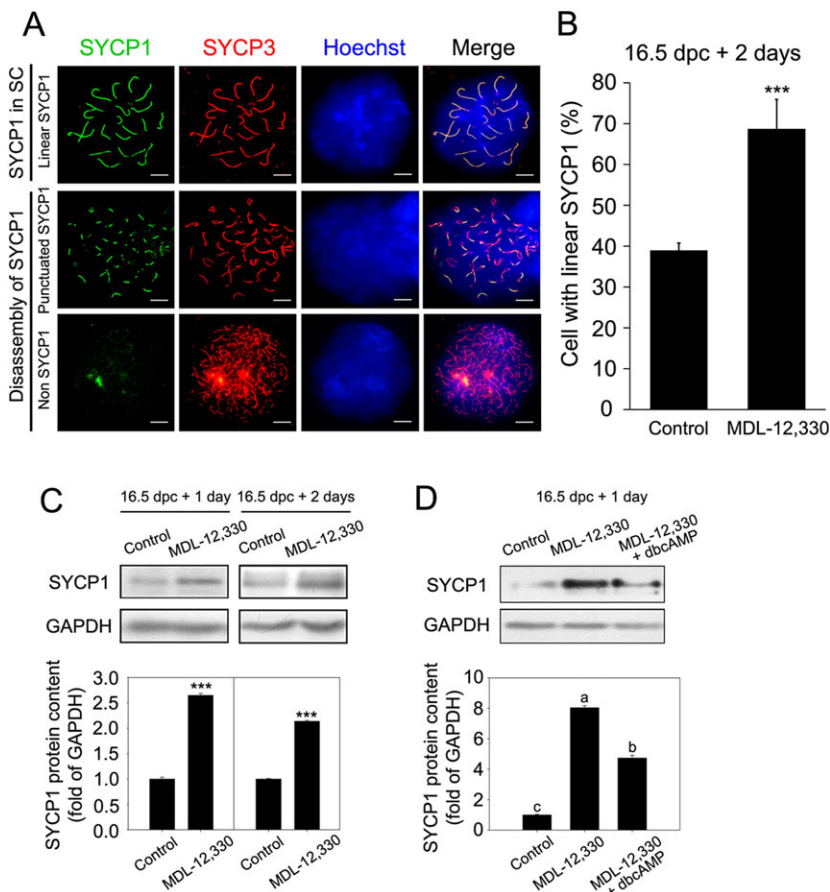 A
SYCP1 SYCP3 Hoechst Merge
SYCP1 in SC
Linear SYCP1
Disassembly of SYCP1
Punctuated SYCP1
Non SYCP1
B
16.5 dpc + 2 days
Cell with linear SYCP1 (%)
80
70
60
50
40
30
20
10
0
***
Control MDL-12,330
C
16.5 dpc + 1 day 16.5 dpc + 2 days
Control MDL-12,330 Control MDL-12,330
SYCP1
GAPDH
SYCP1 protein content
(fold of GAPDH)
3.0
2.5
2.0
1.5
1.0
0.5
0.0
*** ***
Control MDL-12,330 Control MDL-12,330
D
16.5 dpc + 1 day
Control MDL-12,330 MDL-12,330
+ dbcAMP
SYCP1
GAPDH
SYCP1 protein content
(fold of GAPDH)
10
8
6
4
2
0
c a b
Control MDL-12,330 MDL-12,330
+ dbcAMP